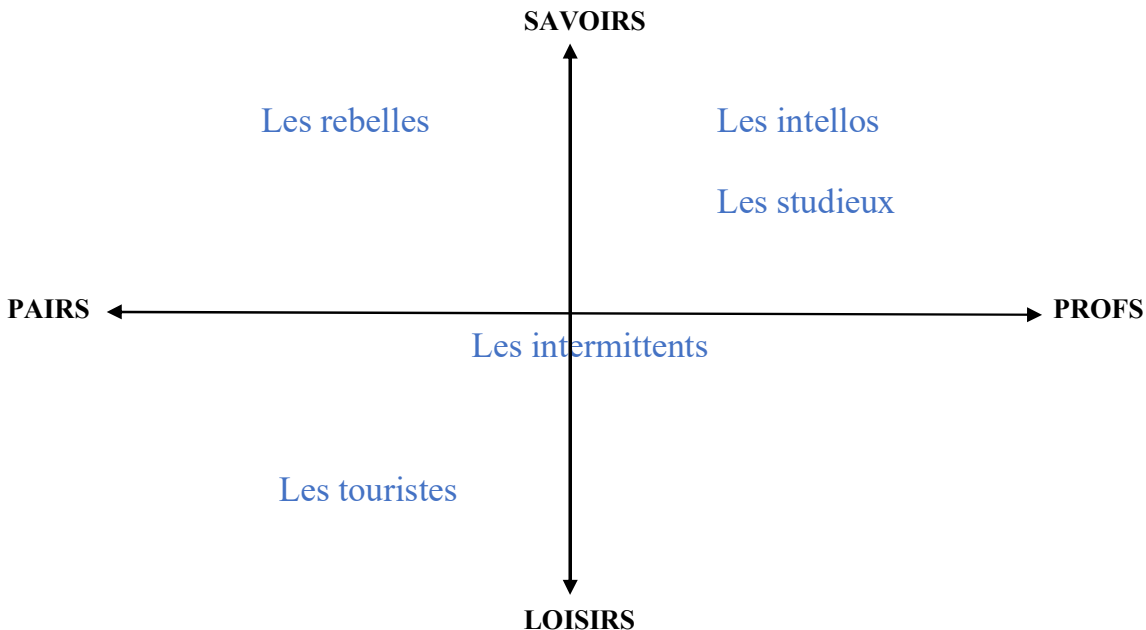 SAVOIRS
Les rebelles
Les intellos
Les studieux
PAIRS
PROFS
Les intermittents
Les touristes
LOISIRS